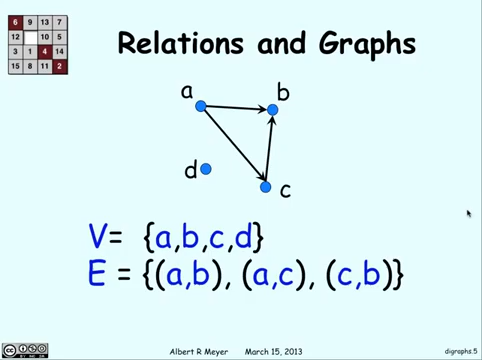 6 9 13 7
12 10 5
3 1 4 14
15 8 11 2
Relations and Graphs
a
b
d
c
V= {a,b,c,d}
E = {(a,b), (a,c), (c,b)}
Albert R Meyer March 15, 2013
digraphs.5